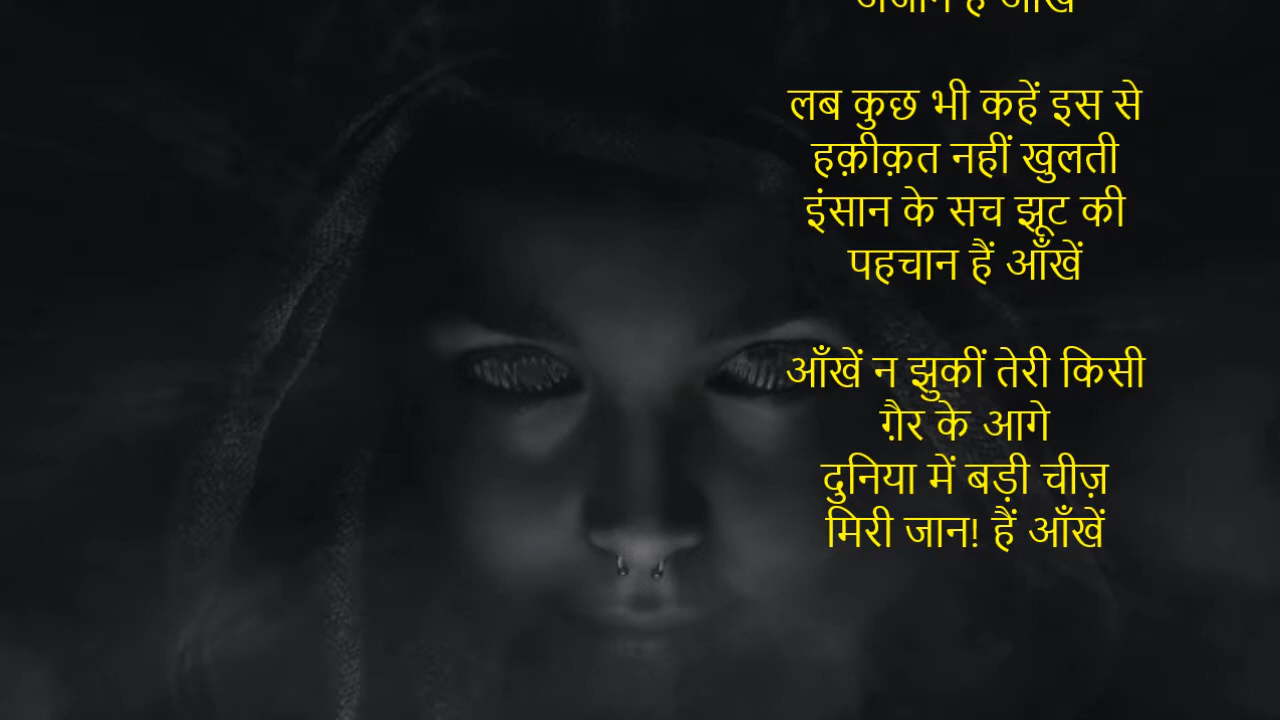 हैं आँखें
लब कुछ भी कहें इस से
हक़ीक़त नहीं खुलती
इंसान के सच झूट की
पहचान हैं आँखें
आँखें न झुकीं तेरी किसी
ग़ैर के आगे
दुनिया में बड़ी चीज़
मिरी जान! हैं आँखें